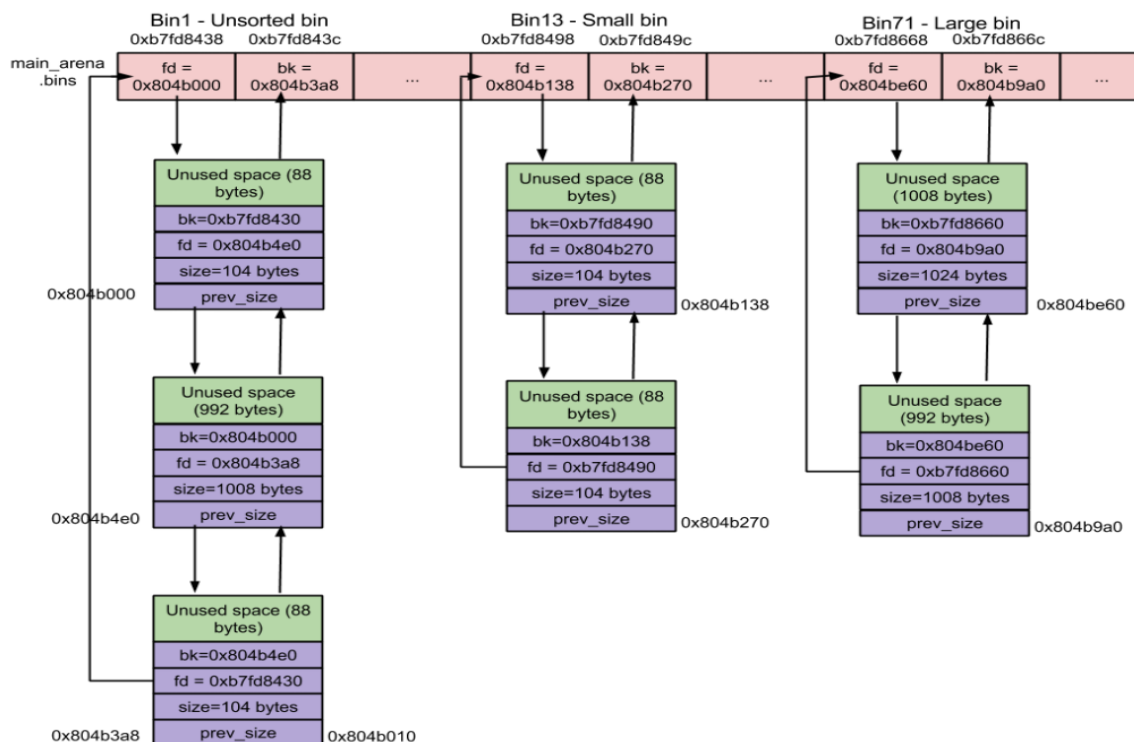 Bin1 - Unsorted bin
0xb7fd8438
0xb7fd843c
Bin13 - Small bin
0xb7fd8498
0xb7fd849c
Bin71 - Large bin
0xb7fd8668
0xb7fd866c
main_arena
.bins
fd =
0x804b000
bk =
0x804b3a8
...
fd =
0x804b138
bk =
0x804b270
...
fd =
0x804be60
bk =
0x804b9a0
...
Unused space (88
bytes)
bk=0xb7fd8430
fd = 0x804b4e0
size=104 bytes
prev_size
0x804b000
Unused space
(992 bytes)
bk=0x804b000
fd = 0x804b3a8
size=1008 bytes
prev_size
0x804b4e0
Unused space (88
bytes)
bk=0x804b4e0
fd = 0xb7fd8430
size=104 bytes
prev_size
0x804b3a8
0x804b010
Unused space (88
bytes)
bk=0xb7fd8490
fd = 0x804b270
size=104 bytes
prev_size
0x804b138
Unused space (88
bytes)
bk=0x804b138
fd = 0xb7fd8490
size=104 bytes
prev_size
0x804b270
Unused space
(1008 bytes)
bk=0xb7fd8660
fd = 0x804b9a0
size=1024 bytes
prev_size
0x804be60
Unused space
(992 bytes)
bk=0x804be60
fd = 0xb7fd8660
size=1008 bytes
prev_size
0x804b9a0